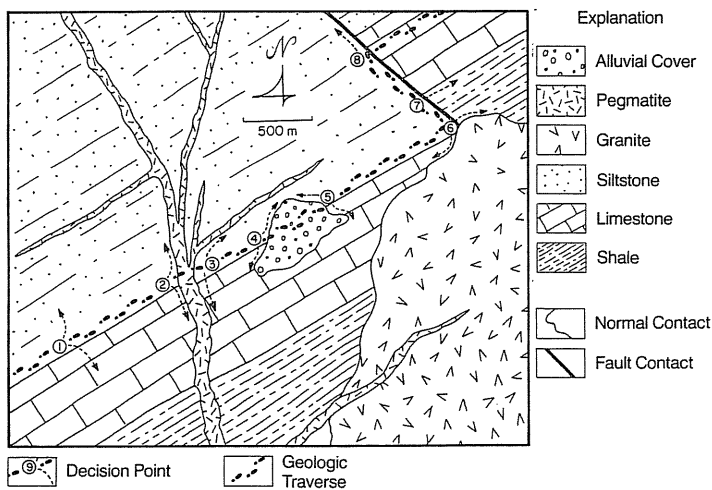 Explanation
Alluvial Cover
Pegmatite
Granite
Siltstone
Limestone
Shale
Normal Contact
Fault Contact
N
500 m
8
7
6
5
4
3
2
1
9 Decision Point
Geologic
Traverse